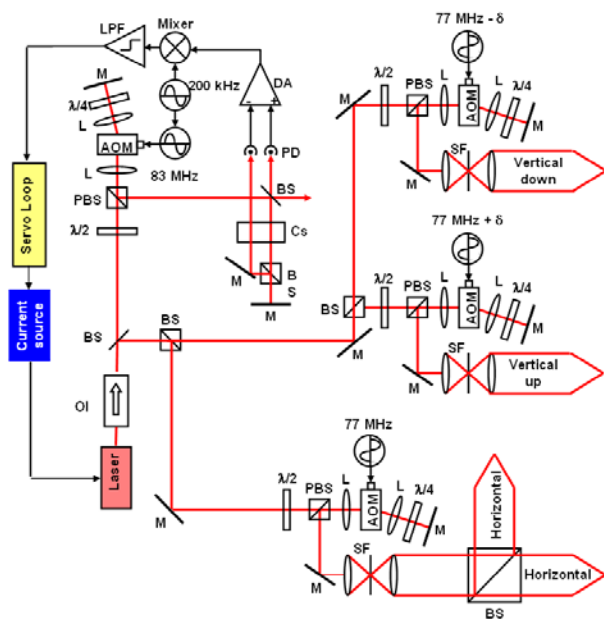 LPF
Mixer
200 kHz
DA
- +
M
λ/4
L
AOM
L
83 MHz
PD
PBS
BS
λ/2
Cs
M
B
S
M
Servo Loop
Current source
BS
BS
OI
Laser
77 MHz - δ
M
λ/2
PBS
L
AOM
L
λ/4
M
SF
M
Vertical down
77 MHz + δ
λ/2
PBS
L
AOM
L
λ/4
M
BS
M
SF
M
Vertical up
77 MHz
λ/2
PBS
L
AOM
L
λ/4
M
M
SF
M
Horizontal
Horizontal
BS